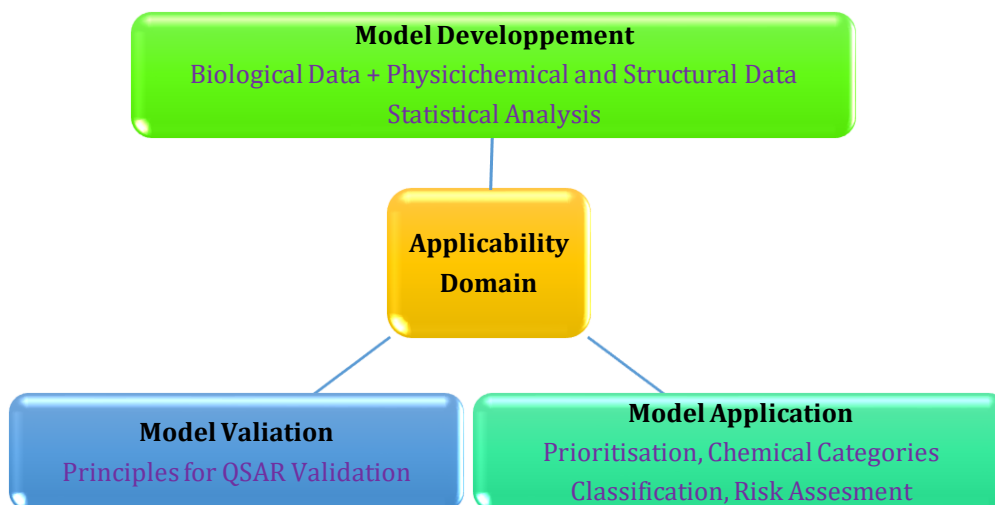 Model Developpement
Biological Data + Physicichemical and Structural Data
Statistical Analysis
Applicability
Domain
Model Valiation
Principles for QSAR Validation
Model Application
Prioritisation, Chemical Categories
Classification, Risk Assesment